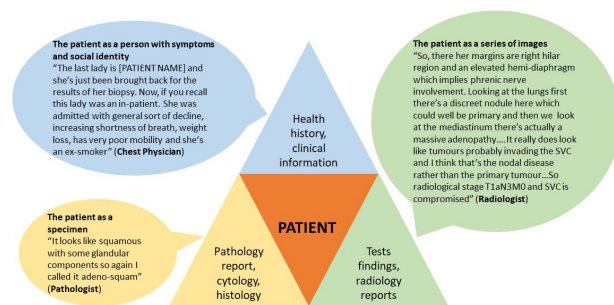 The patient as a person with symptoms
and social identity
“The last lady is [PATIENT NAME] and
she’s just been brought back for the
results of her biopsy. Now, if you recall
this lady was an in-patient. She was
admitted with general sort of decline,
increasing shortness of breath, weight
loss, has very poor mobility and she’s
an ex-smoker” (Chest Physician)
The patient as a series of images
“So, there her margins are right hilar
region and an elevated hemi-diaphragm
which implies phrenic nerve
involvement. Looking at the lungs first
there’s a discreet nodule here which
could well be primary and then we look
at the mediastinum there’s actually a
massive adenopathy....It really does look
like tumours probably invading the SVC
and I think that’s the nodal disease
rather than the primary tumour...So
radiological stage T1aN3M0 and SVC is
compromised” (Radiologist)
Health
history,
clinical
information
The patient as a
specimen
“It looks like squamous
with some glandular
components so again I
called it adeno-squam”
(Pathologist)
PATIENT
Pathology
report,
cytology,
histology
Tests
findings,
radiology
reports